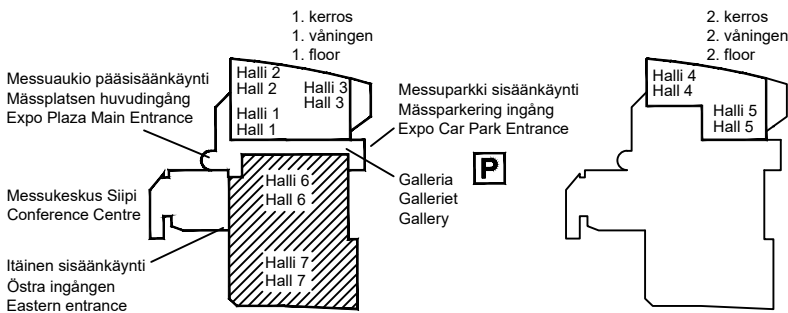 1. kerros
1. våningen
1. floor
2. kerros
2. våningen
2. floor
Messuaukio pääsisäänkäynti
Mässplatsen huvudingång
Expo Plaza Main Entrance
Halli 2
Hall 2
Halli 3
Hall 3
Halli 1
Hall 1
Messuparkki sisäänkäynti
Mässparkering ingång
Expo Car Park Entrance
Halli 4
Hall 4
Halli 5
Hall 5
P
Messukeskus Siipi
Conference Centre
Halli 6
Hall 6
Galleria
Galleriet
Gallery
Itäinen sisäänkäynti
Östra ingången
Eastern entrance
Halli 7
Hall 7